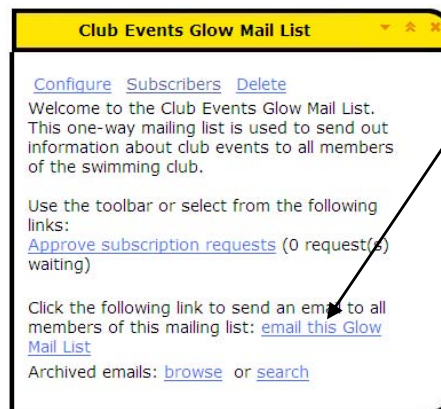 Club Events Glow Mail List
Configure Subscribers Delete
Welcome to the Club Events Glow Mail List.
This one-way mailing list is used to send out
information about club events to all members
of the swimming club.
Use the toolbar or select from the following
links:
Approve subscription requests (0 request(s)
waiting)
Click the following link to send an email to all
members of this mailing list: email this Glow
Mail List
Archived emails: browse or search